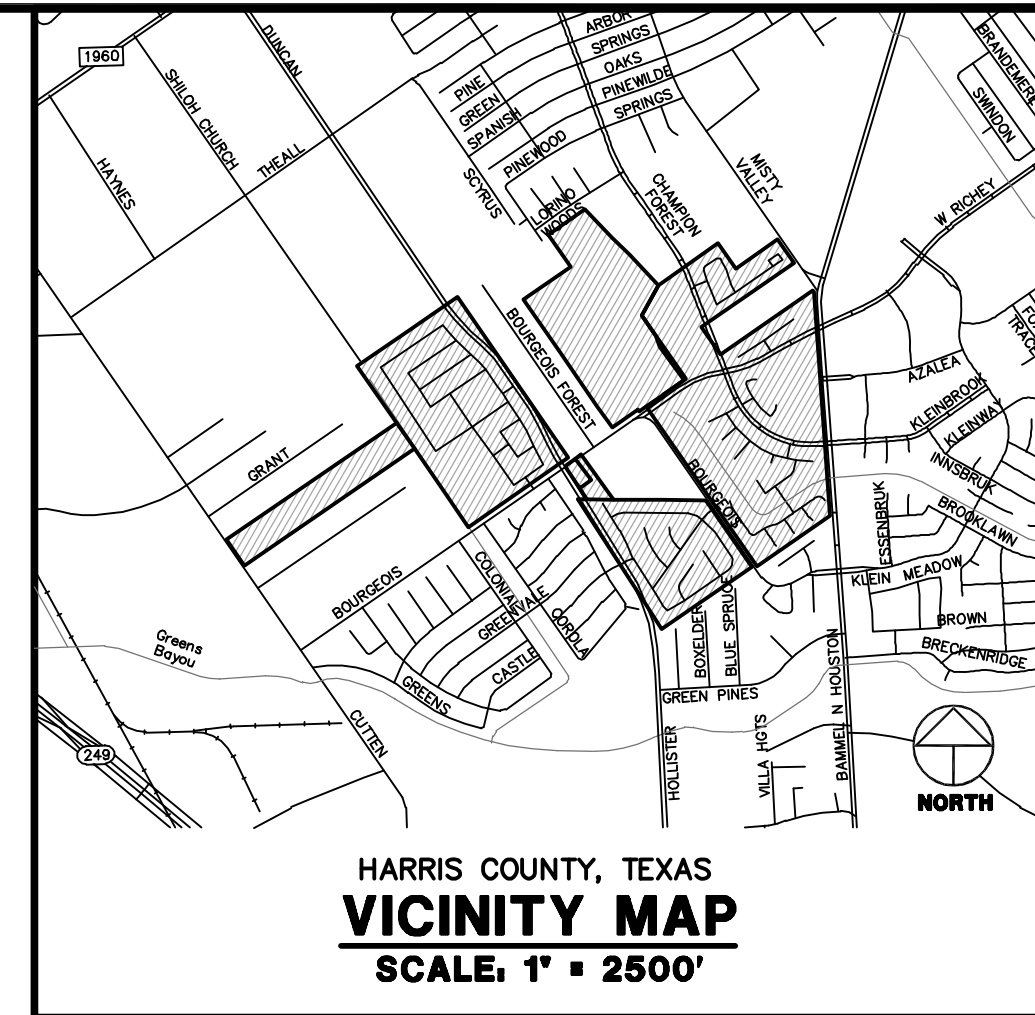 ARBOR
SPRINGS
OAKS
PINEWILDE
SPRINGS
BRANDEMERE
SWINDON
DUNCAN
1960
SHILOH CHURCH
PINE
GREEN
SPANISH
PINEWOOD
THEALL
HAYNES
SCYRUS
LORINO
WOODS
MISTY
VALLEY
CHAMPION
FOREST
W RICHEY
BOURGEOIS FOREST
AZALEA
KLEINBROOK
KLEINWAY
INNSBRUK
GRANT
BOURGEOIS
ESSENBRUK
BROOKLAWN
KLEIN MEADOW
BOURGEOIS
COLONIAL
GREENVALE
CORDLA
CASTLE
GREENS
BOXELDER
BLUE SPRUCE
BROWN
BRECKENRIDGE
Greens
Bayou
GREEN PINES
CUTTEN
HOLLISTER
VILLA HGTS
BAMMEL N HOUSTON
249
NORTH
HARRIS COUNTY, TEXAS
VICINITY MAP
SCALE: 1" = 2500'